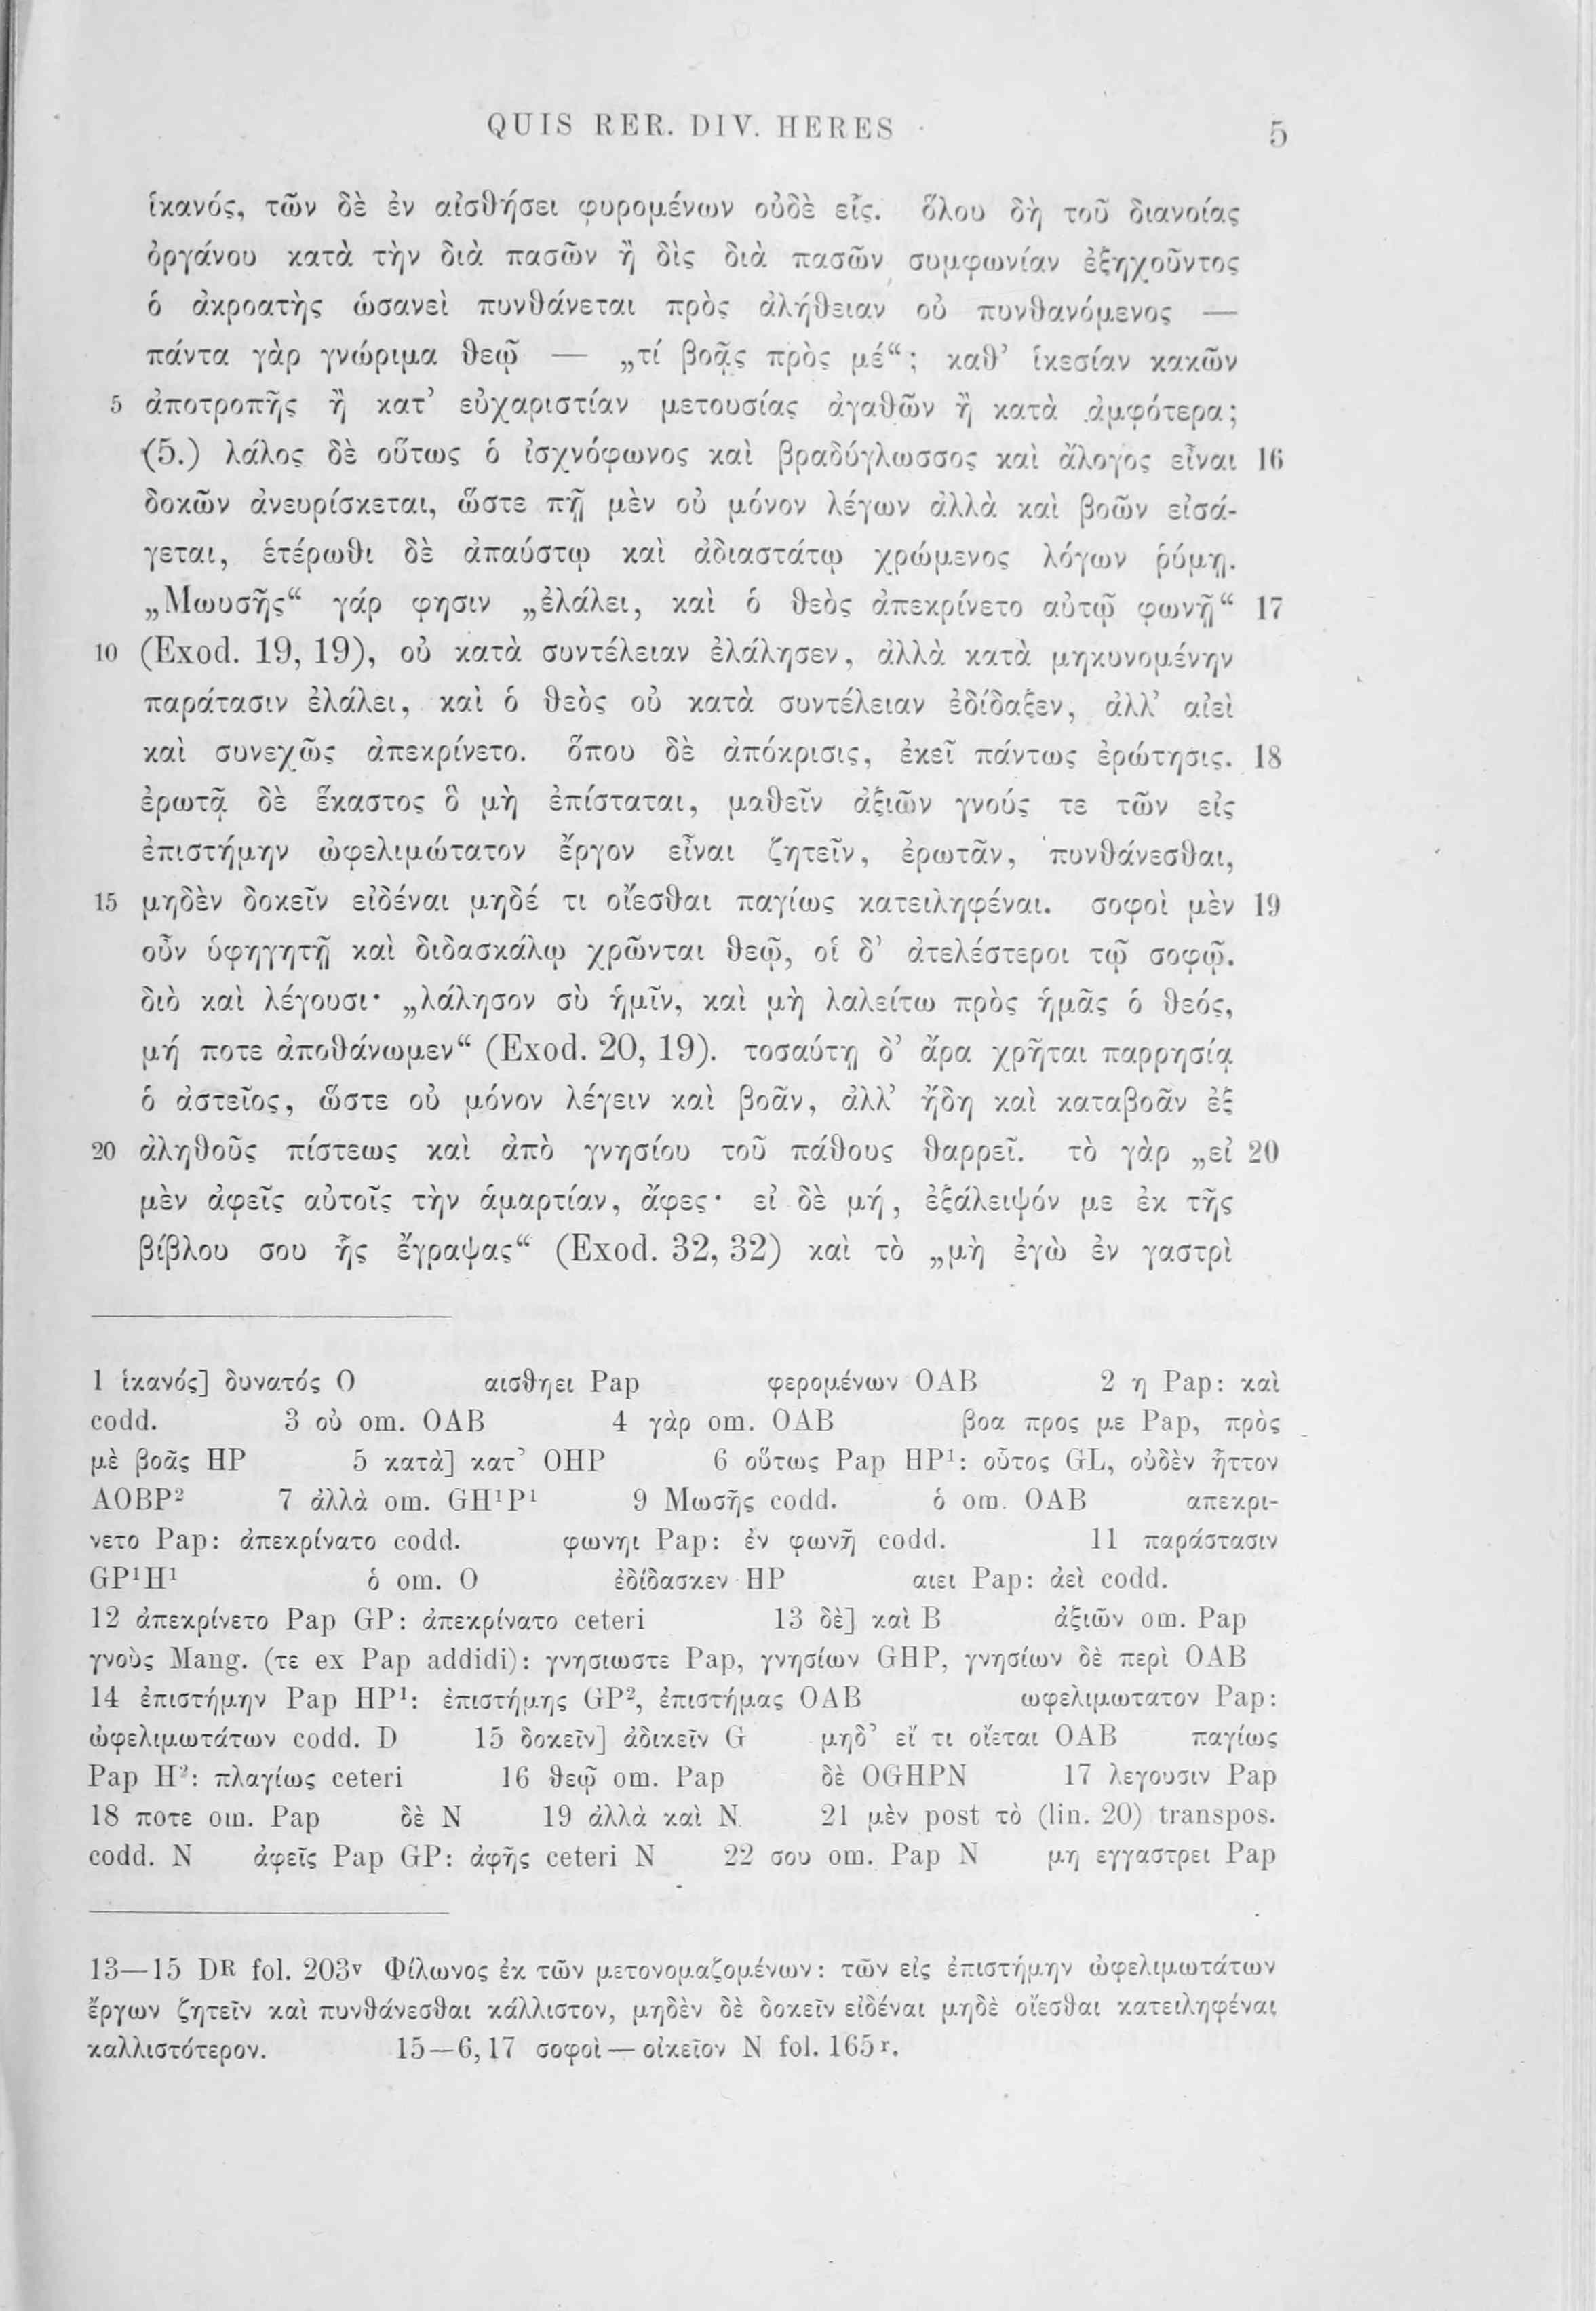 QUIS RER. DIV. HERES 5
ἱκανός, τῶν δὲ ἐν αἰσθήσει φυρομένων οὐδὲ εἷς. ὅλου δὴ τοῦ διανοίας
ὀργάνου κατὰ τὴν διὰ πασῶν ἢ δὶς διὰ πασῶν συμφωνίαν ἐξηχοῦντος
ὁ ἀκροατὴς ὡσανεὶ πυνθάνεται πρὸς ἀλήθειαν οὐ πυνθανόμενος —
πάντα γὰρ γνώριμα θεῷ — „τί βοᾷς πρὸς μέ“; καθ’ ἱκεσίαν κακῶν
5 ἀποτροπῆς ἢ κατ’ εὐχαριστίαν μετουσίας ἀγαθῶν ἢ κατὰ ἀμφότερα;
(5.) λάλος δὲ οὕτως ὁ ἰσχνόφωνος καὶ βραδύγλωσσος καὶ ἄλογος εἶναι 16
δοκῶν ἀνευρίσκεται, ὥστε πῇ μὲν οὐ μόνον λέγων ἀλλὰ καὶ βοῶν εἰσά-
γεται, ἑτέρωθι δὲ ἀπαύστῳ καὶ ἀδιαστάτῳ χρώμενος λόγων ῥύμῃ.
„Μωυσῆς“ γάρ φησιν „ἐλάλει, καὶ ὁ θεὸς ἀπεκρίνετο αὐτῷ φωνῇ“ 17
10 (Exod. 19, 19), οὐ κατὰ συντέλειαν ἐλάλησεν, ἀλλὰ κατὰ μηκυνομένην
παράτασιν ἐλάλει, καὶ ὁ θεὸς οὐ κατὰ συντέλειαν ἐδίδαξεν, ἀλλ’ αἰεὶ
καὶ συνεχῶς ἀπεκρίνετο. ὅπου δὲ ἀπόκρισις, ἐκεῖ πάντως ἐρώτησις. 18
ἐρωτᾷ δὲ ἕκαστος ὃ μὴ ἐπίσταται, μαθεῖν ἀξιῶν γνούς τε τῶν εἰς
ἐπιστήμην ὠφελιμώτατον ἔργον εἶναι ζητεῖν, ἐρωτᾶν, πυνθάνεσθαι,
15 μηδὲν δοκεῖν εἰδέναι μηδέ τι οἴεσθαι παγίως κατειληφέναι. σοφοὶ μὲν 19
οὖν ὑφηγητῇ καὶ διδασκάλῳ χρῶνται θεῷ, οἱ δ’ ἀτελέστεροι τῷ σοφῷ.
διὸ καὶ λέγουσι· „λάλησον σὺ ἡμῖν, καὶ μὴ λαλείτω πρὸς ἡμᾶς ὁ θεός,
μή ποτε ἀποθάνωμεν“ (Exod. 20, 19). τοσαύτῃ δ’ ἄρα χρῆται παρρησίᾳ
ὁ ἀστεῖος, ὥστε οὐ μόνον λέγειν καὶ βοᾶν, ἀλλ’ ἤδη καὶ καταβοᾶν ἐξ
20 ἀληθοῦς πίστεως καὶ ἀπὸ γνησίου τοῦ πάθους θαρρεῖ. τὸ γὰρ „εἰ 20
μὲν ἀφεῖς αὐτοῖς τὴν ἁμαρτίαν, ἄφες· εἰ δὲ μή, ἐξάλειψόν με ἐκ τῆς
βίβλου σου ἧς ἔγραψας“ (Exod. 32, 32) καὶ τὸ „μὴ ἐγὼ ἐν γαστρὶ
1 ἱκανός] δυνατός O αισθηει Pap φερομένων OAB 2 η Pap: καὶ
codd. 3 οὐ om. OAB 4 γὰρ om. OAB βοα προς με Pap, πρὸς
μὲ βοᾶς HP 5 κατὰ] κατ’ OHP 6 οὕτως Pap HP¹: οὗτος GL, οὐδὲν ἧττον
AOBP² 7 ἀλλὰ om. GH¹P¹ 9 Μωσῆς codd. ὁ om. OAB απεκρι-
νετο Pap: ἀπεκρίνατο codd. φωνηι Pap: ἐν φωνῇ codd. 11 παράστασιν
GP¹H¹ ὁ om. O ἐδίδασκεν HP αιει Pap: ἀεὶ codd.
12 ἀπεκρίνετο Pap GP: ἀπεκρίνατο ceteri 13 δὲ] καὶ B ἀξιῶν om. Pap
γνοὺς Mang. (τε ex Pap addidi): γνησιωστε Pap, γνησίων GHP, γνησίων δὲ περὶ OAB
14 ἐπιστήμην Pap HP¹: ἐπιστήμης GP², ἐπιστήμας OAB ωφελιμωτατον Pap:
ὠφελιμωτάτων codd. D 15 δοκεῖν] ἀδικεῖν G μηδ’ εἴ τι οἴεται OAB παγίως
Pap H²: πλαγίως ceteri 16 θεῷ om. Pap δὲ OGHPN 17 λεγουσιν Pap
18 ποτε om. Pap δὲ N 19 ἀλλὰ καὶ N 21 μὲν post τὸ (lin. 20) transpos.
codd. N ἀφεῖς Pap GP: ἀφῇς ceteri N 22 σου om. Pap N μη εγγαστρει Pap
13—15 Dᴿ fol. 203ᵛ Φίλωνος ἐκ τῶν μετονομαζομένων: τῶν εἰς ἐπιστήμην ὠφελιμωτάτων
ἔργων ζητεῖν καὶ πυνθάνεσθαι κάλλιστον, μηδὲν δὲ δοκεῖν εἰδέναι μηδὲ οἴεσθαι κατειληφέναι
καλλιστότερον. 15—6, 17 σοφοὶ — οἰκεῖον N fol. 165ʳ.